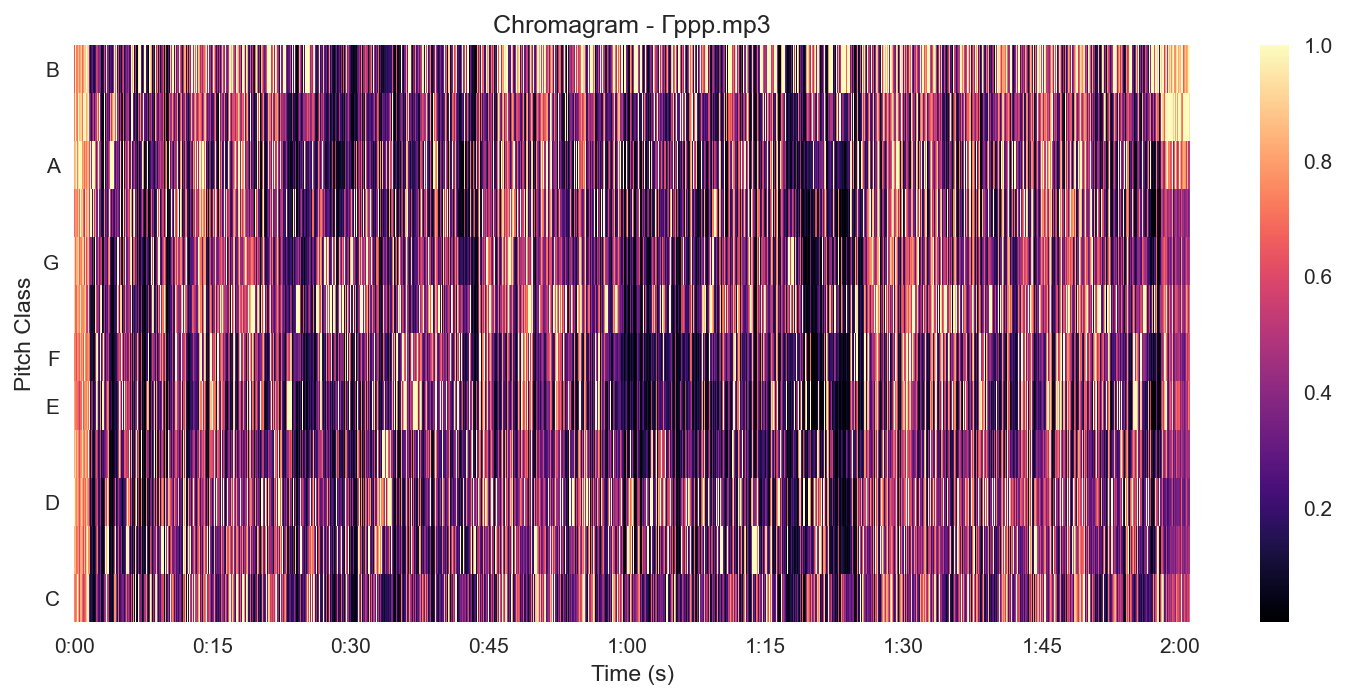 Chromagram - Гррр.mp3
B
A
G
F
E
D
C
Pitch Class
0:00 0:15 0:30 0:45 1:00 1:15 1:30 1:45 2:00
Time (s)
1.0
0.8
0.6
0.4
0.2